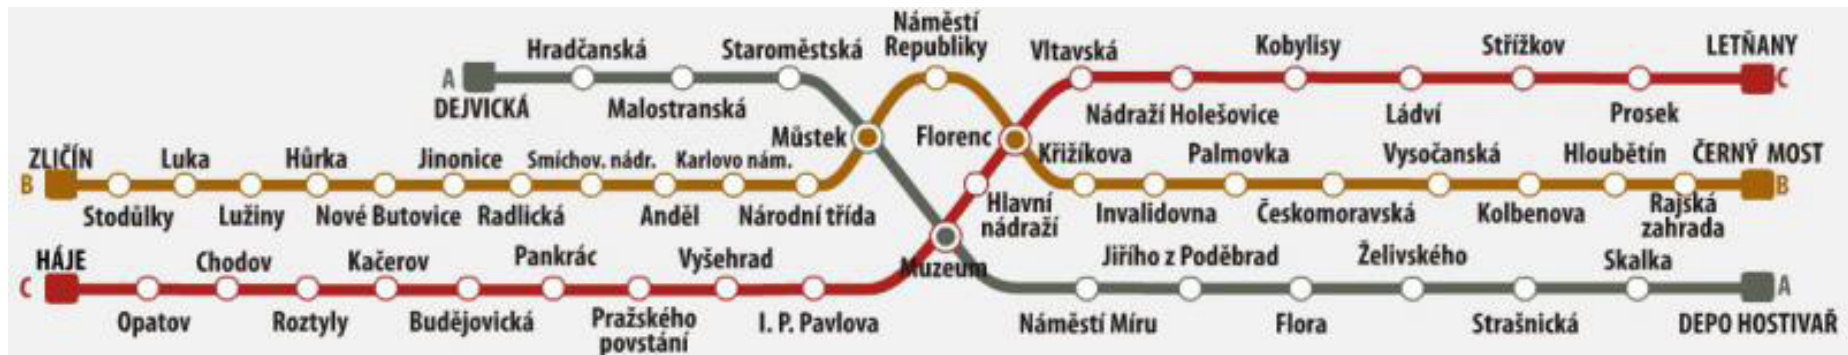 Náměstí
Republiky
Hradčanská
Staroměstská
Vltavská
Kobylisy
Střížkov
LETŇANY
A
C
DEJVICKÁ
Malostranská
Nádraží Holešovice
Ládví
Prosek
Můstek
Florenc
ZLIČÍN
Luka
Hůrka
Jinonice
Smíchov. nádr.
Karlovo nám.
Křižíkova
Palmovka
Vysočanská
Hloubětín
ČERNÝ MOST
B
B
Stodůlky
Lužiny
Nové Butovice
Radlická
Anděl
Národní třída
Hlavní
nádraží
Invalidovna
Českomoravská
Kolbenova
Rajská
zahrada
HÁJE
Chodov
Kačerov
Pankrác
Vyšehrad
Muzeum
Jiřího z Poděbrad
Želivského
Skalka
C
A
Opatov
Roztyly
Budějovická
Pražského
povstání
I. P. Pavlova
Náměstí Míru
Flora
Strašnická
DEPO HOSTIVAŘ